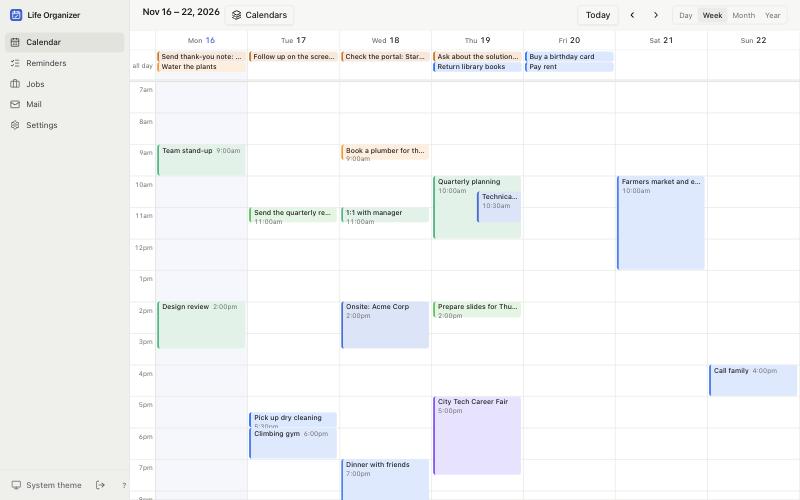 Life Organizer
Calendar
Reminders
Jobs
Mail
Settings
System theme
?
Nov 16 – 22, 2026
Calendars
Today
Day
Week
Month
Year
Mon 16
Tue 17
Wed 18
Thu 19
Fri 20
Sat 21
Sun 22
all day
Send thank-you note: ...
Water the plants
Follow up on the scree...
Check the portal: Star...
Ask about the solution...
Return library books
Buy a birthday card
Pay rent
7am
8am
9am
10am
11am
12pm
1pm
2pm
3pm
4pm
5pm
6pm
7pm
Team stand-up 9:00am
Design review 2:00pm
Send the quarterly re...
11:00am
Pick up dry cleaning
5:30pm
Climbing gym 6:00pm
Book a plumber for th...
9:00am
1:1 with manager
11:00am
Onsite: Acme Corp
2:00pm
Dinner with friends
7:00pm
Quarterly planning
10:00am
Technica...
10:30am
Prepare slides for Thu...
2:00pm
City Tech Career Fair
5:00pm
Farmers market and e...
10:00am
Call family 4:00pm